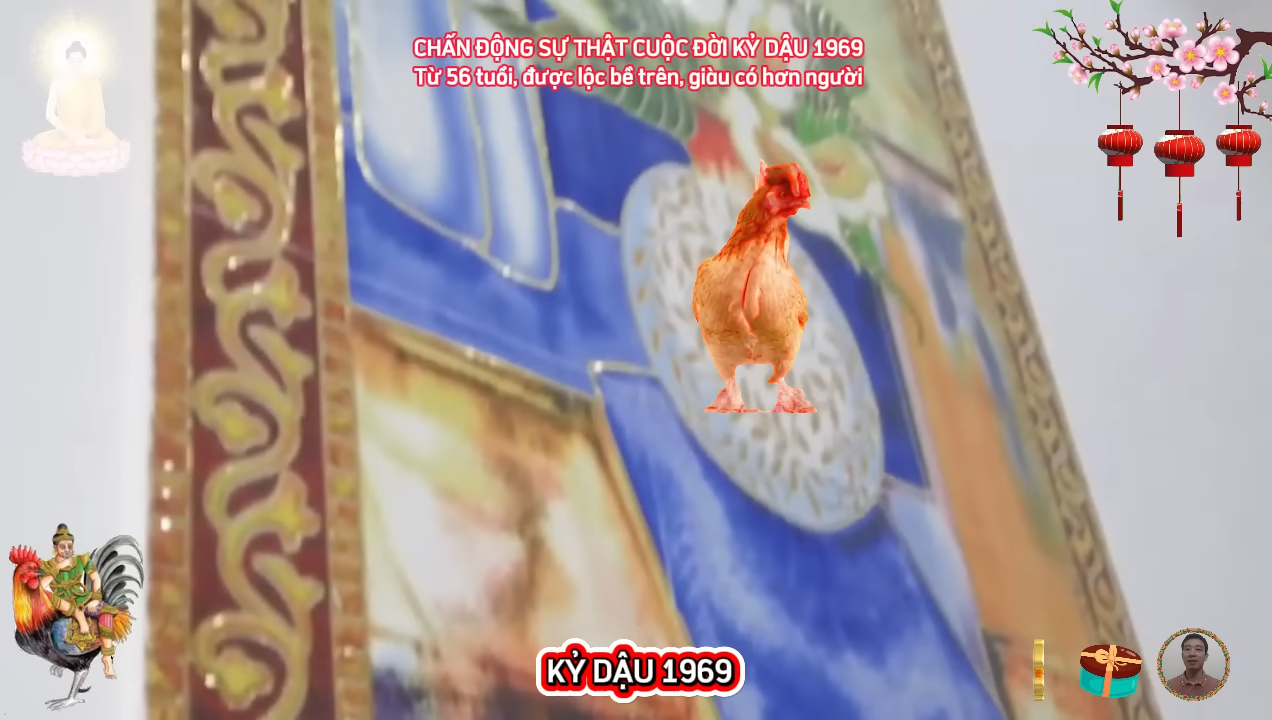 CHẤN ĐỘNG SỰ THẬT CUỘC ĐỜI KỶ DẬU 1969
Từ 56 tuổi, được lộc bề trên, giàu có hơn người
KỶ DẬU 1969